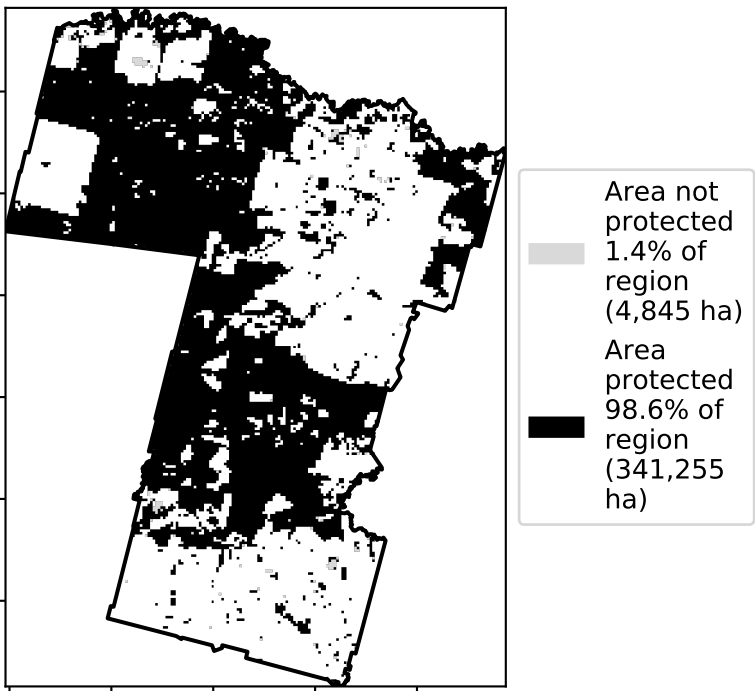 Area not
protected
1.4% of
region
(4,845 ha)
Area
protected
98.6% of
region
(341,255
ha)